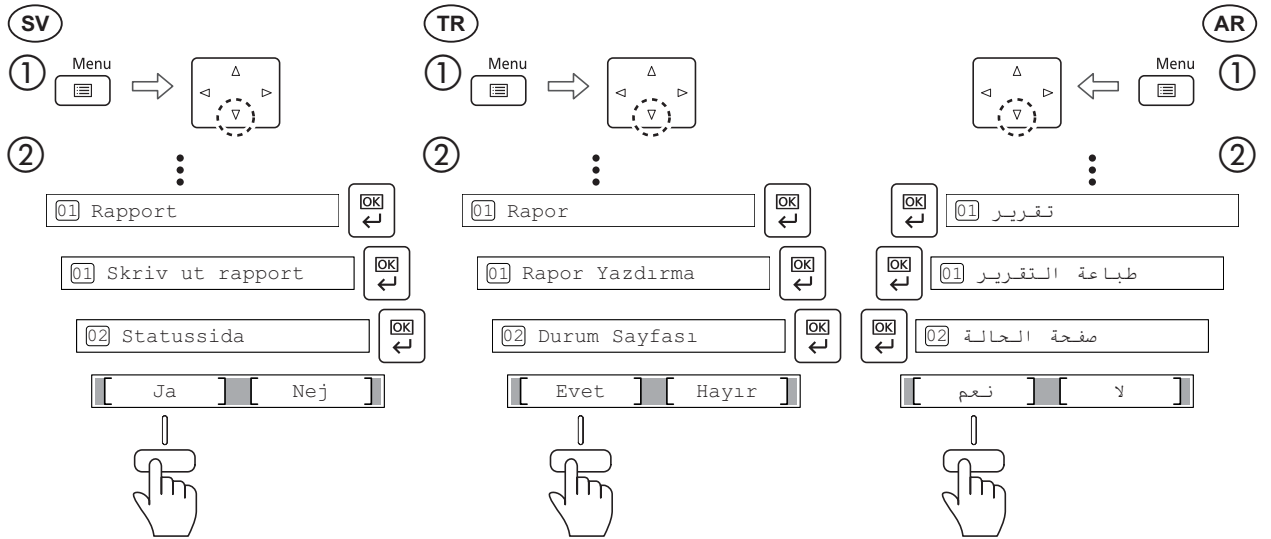 SV
① Menu
②
01 Rapport OK
01 Skriv ut rapport OK
02 Statussida OK
[ Ja ] [ Nej ]
TR
① Menu
②
01 Rapor OK
01 Rapor Yazdırma OK
02 Durum Sayfası OK
[ Evet ] [ Hayır ]
AR
① Menu
②
01 تقرير OK
01 طباعة التقرير OK
02 صفحة الحالة OK
[ نعم ] [ لا ]